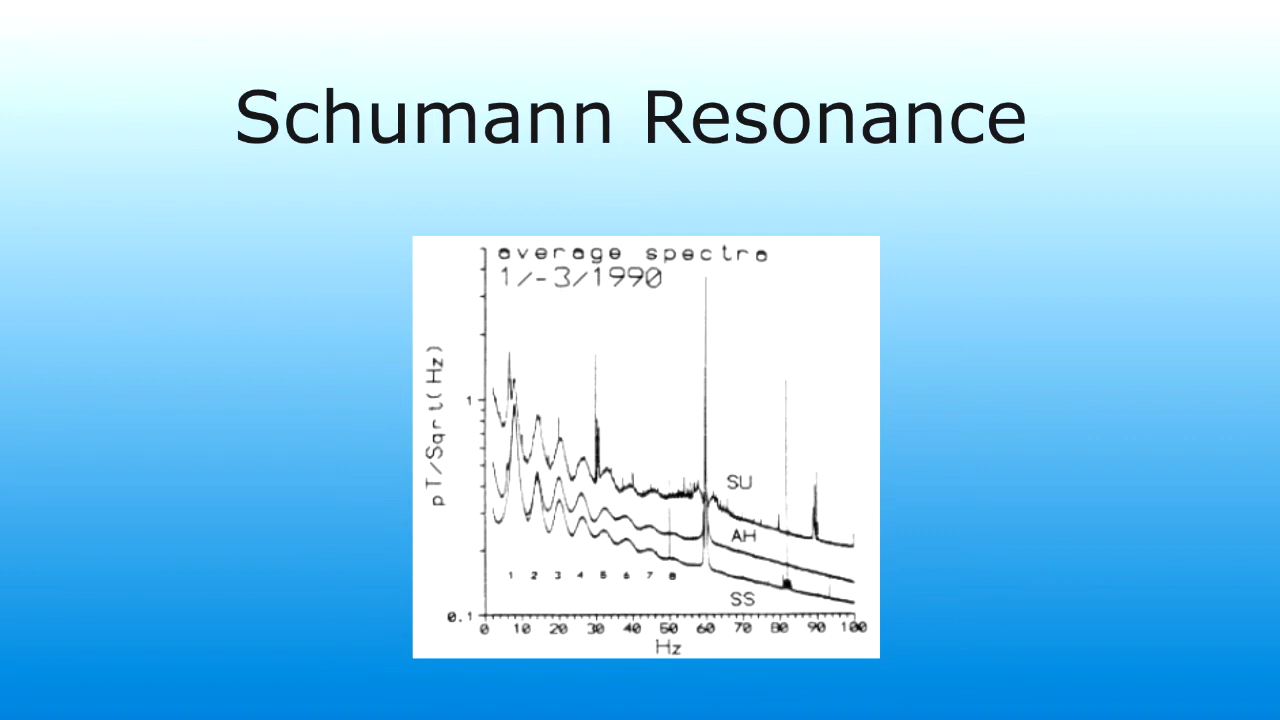 Schumann Resonance
average spectra
1/-3/1990
pT/Sqrt(Hz)
1
SU
AH
1 2 3 4 5 6 7 8
SS
0.1
0 10 20 30 40 50 60 70 80 90 100
Hz